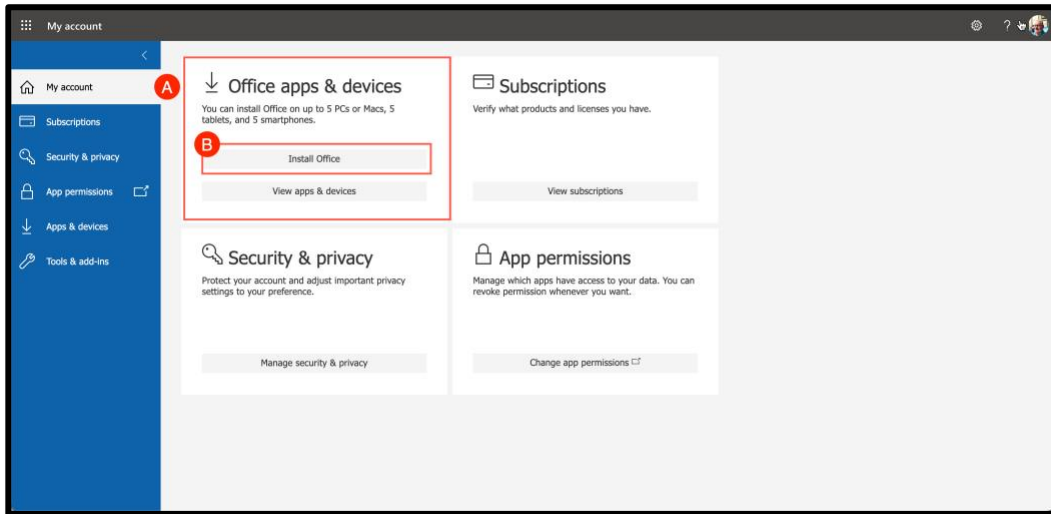 My account
?
My account
Subscriptions
Security & privacy
App permissions
Apps & devices
Tools & add-ins
A
Office apps & devices
You can install Office on up to 5 PCs or Macs, 5
tablets, and 5 smartphones.
B
Install Office
View apps & devices
Subscriptions
Verify what products and licenses you have.
View subscriptions
Security & privacy
Protect your account and adjust important privacy
settings to your preference.
Manage security & privacy
App permissions
Manage which apps have access to your data. You can
revoke permission whenever you want.
Change app permissions